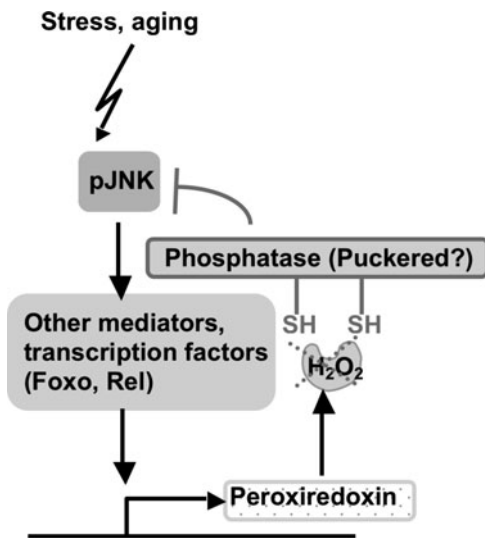 Stress, aging
pJNK
Phosphatase (Puckered?)
SH SH
Other mediators,
transcription factors
(Foxo, Rel)
H₂O₂
Peroxiredoxin